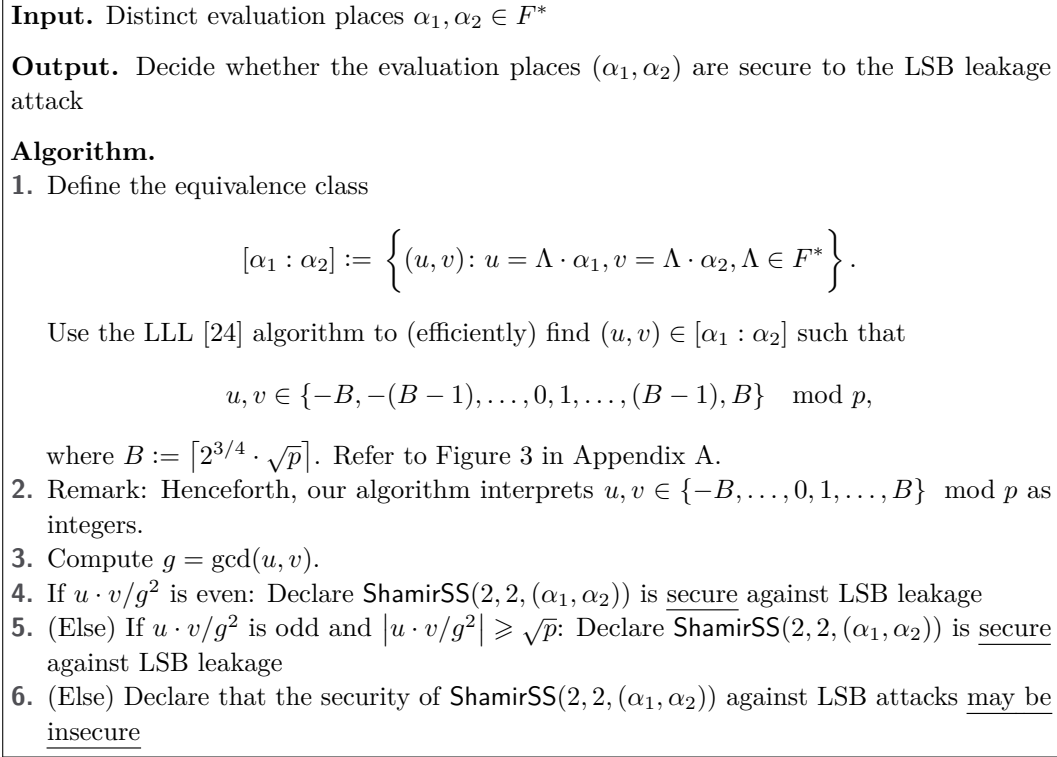 Input. Distinct evaluation places α₁, α₂ ∈ F*
Output. Decide whether the evaluation places (α₁, α₂) are secure to the LSB leakage
attack
Algorithm.
1. Define the equivalence class
[α₁ : α₂] := {(u, v): u = Λ · α₁, v = Λ · α₂, Λ ∈ F*}.
Use the LLL [24] algorithm to (efficiently) find (u, v) ∈ [α₁ : α₂] such that
u, v ∈ {−B, −(B − 1), . . . , 0, 1, . . . , (B − 1), B} mod p,
where B := ⌈2^{3/4} · √p⌉. Refer to Figure 3 in Appendix A.
2. Remark: Henceforth, our algorithm interprets u, v ∈ {−B, . . . , 0, 1, . . . , B} mod p as
integers.
3. Compute g = gcd(u, v).
4. If u · v/g² is even: Declare ShamirSS(2, 2, (α₁, α₂)) is secure against LSB leakage
5. (Else) If u · v/g² is odd and |u · v/g²| ⩾ √p: Declare ShamirSS(2, 2, (α₁, α₂)) is secure
against LSB leakage
6. (Else) Declare that the security of ShamirSS(2, 2, (α₁, α₂)) against LSB attacks may be
insecure